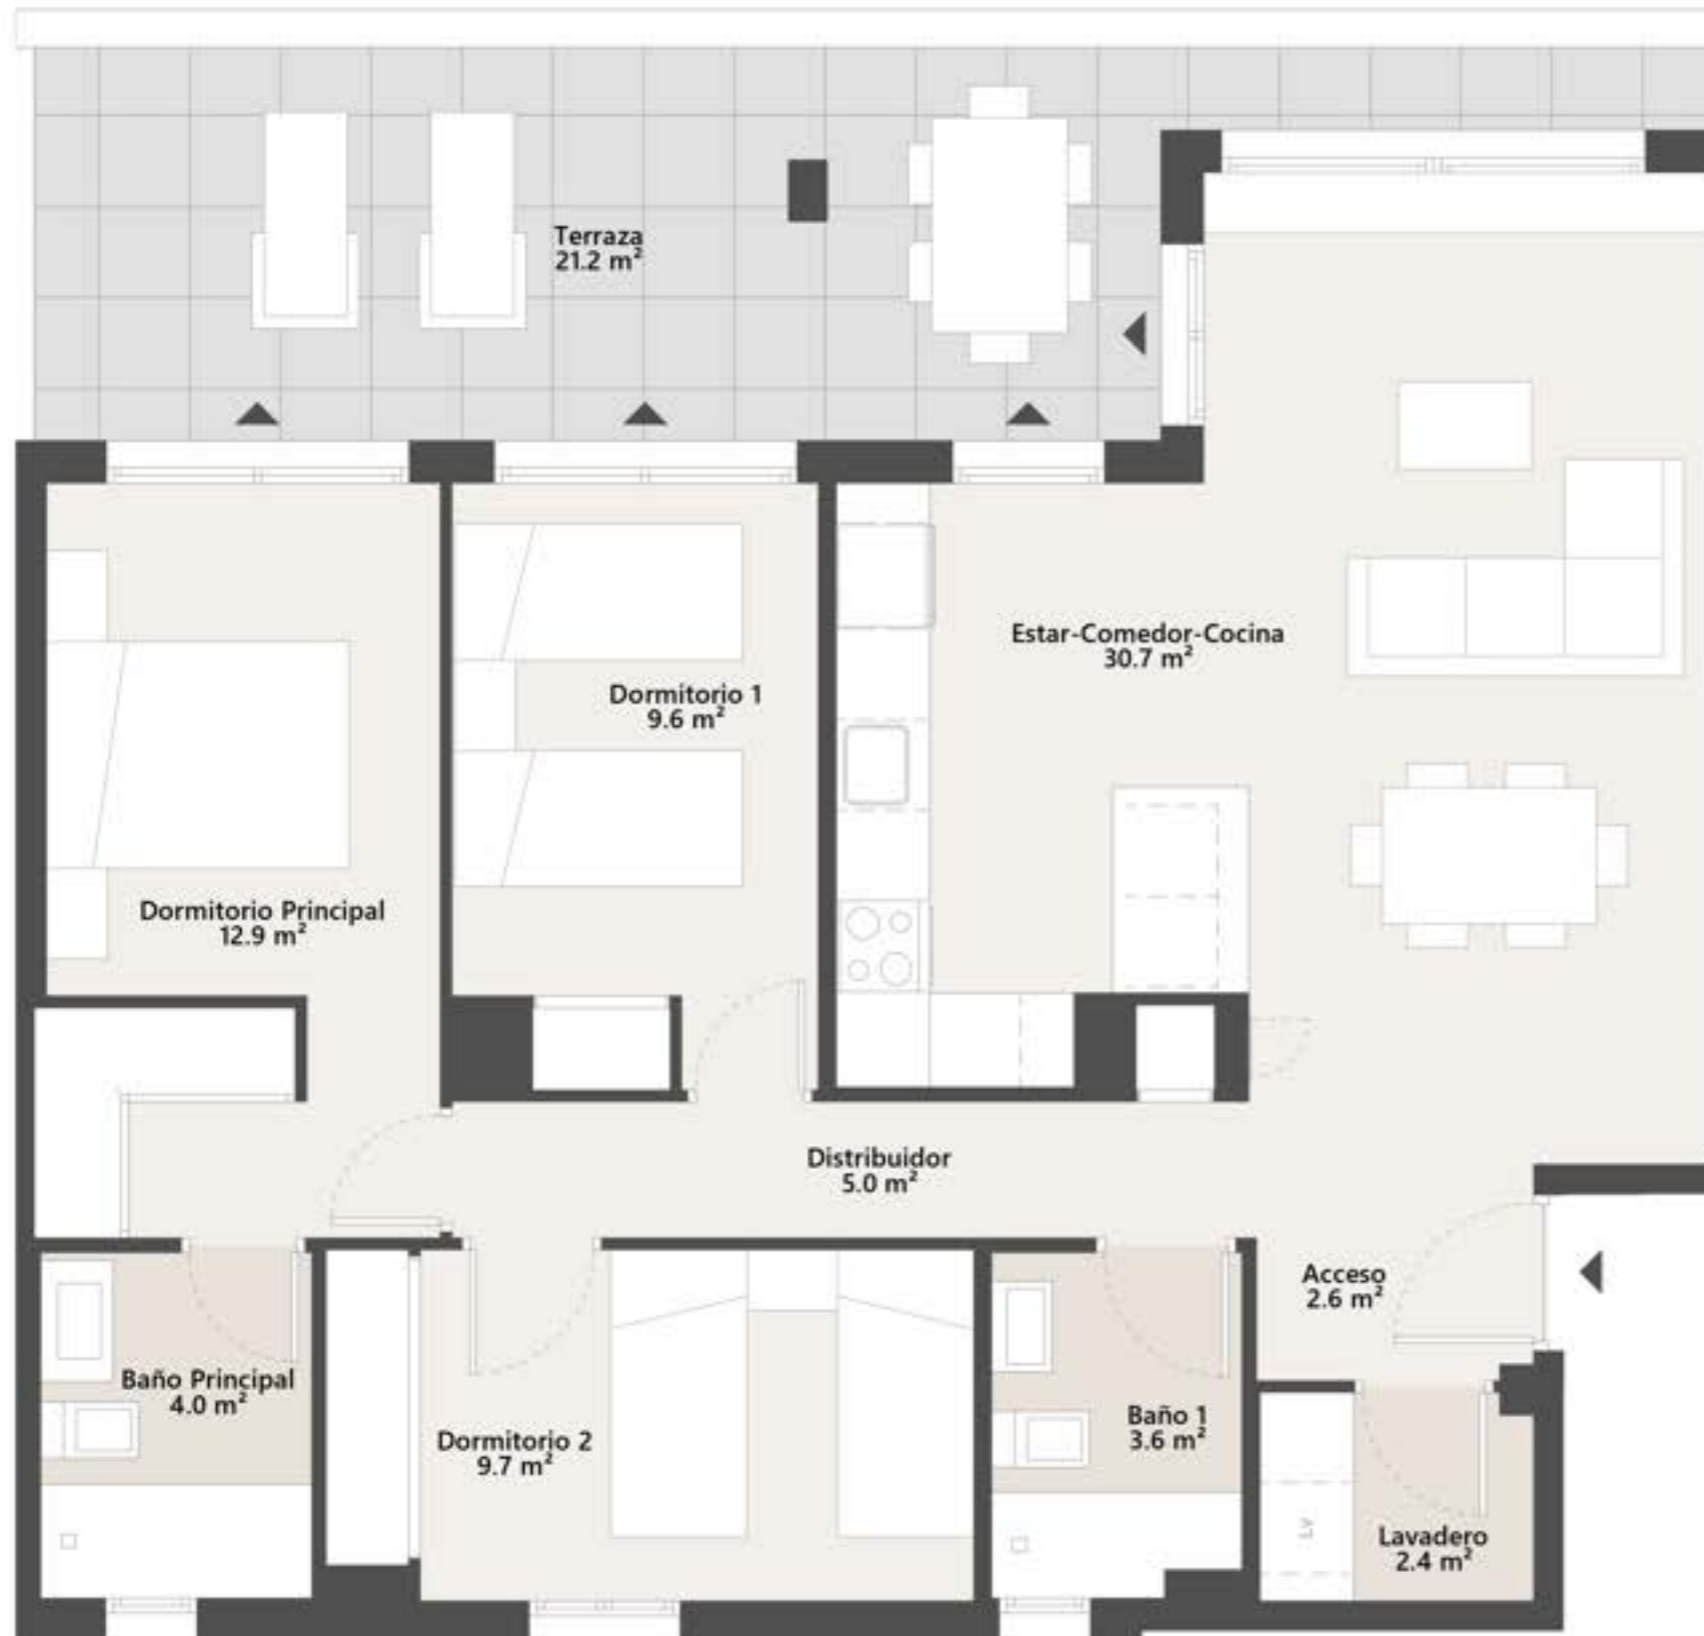 Terraza
21.2 m²
Estar-Comedor-Cocina
30.7 m²
Dormitorio 1
9.6 m²
Dormitorio Principal
12.9 m²
Distribuidor
5.0 m²
Acceso
2.6 m²
Baño Principal
4.0 m²
Dormitorio 2
9.7 m²
Baño 1
3.6 m²
Lavadero
2.4 m²
Lv